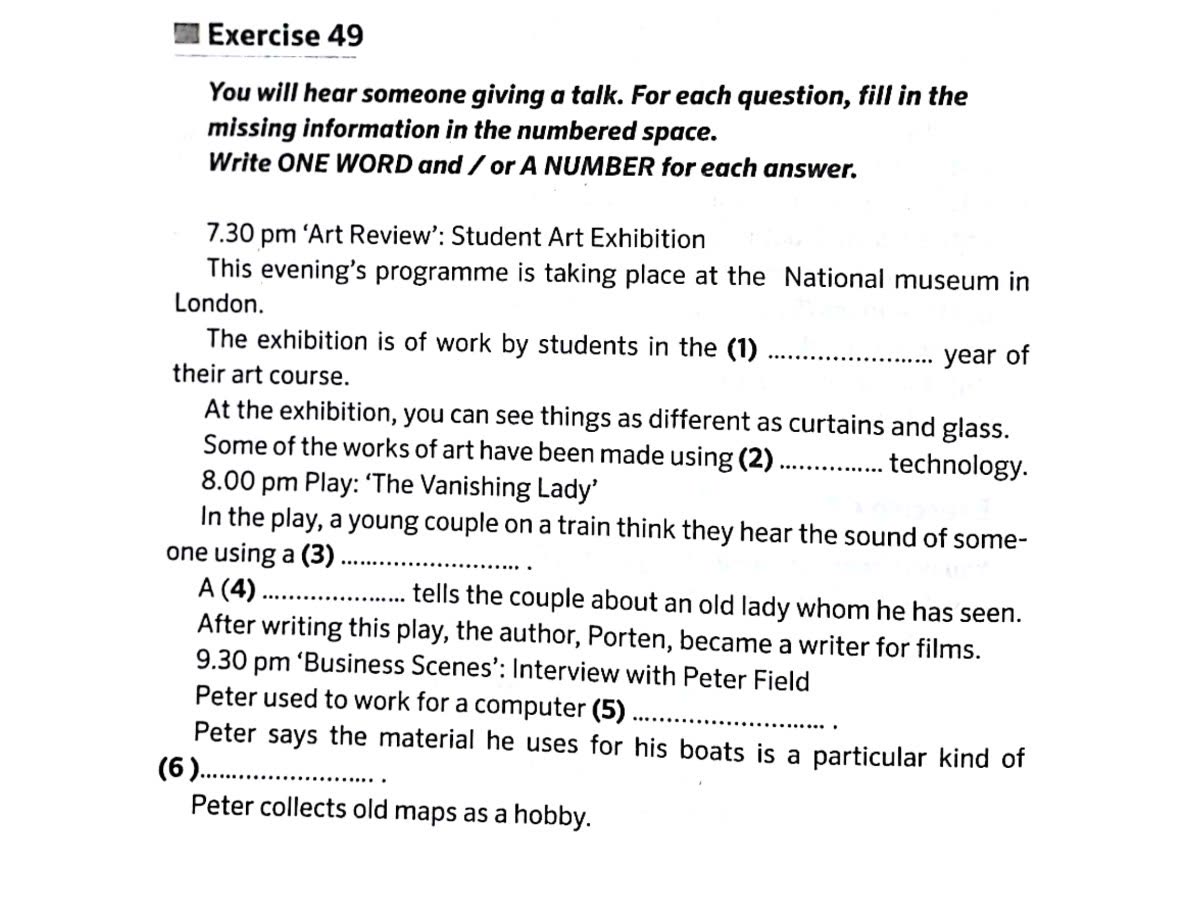 Exercise 49
You will hear someone giving a talk. For each question, fill in the
missing information in the numbered space.
Write ONE WORD and / or A NUMBER for each answer.
7.30 pm ‘Art Review’: Student Art Exhibition
This evening’s programme is taking place at the National museum in
London.
The exhibition is of work by students in the (1) ........................ year of
their art course.
At the exhibition, you can see things as different as curtains and glass.
Some of the works of art have been made using (2) ............... technology.
8.00 pm Play: ‘The Vanishing Lady’
In the play, a young couple on a train think they hear the sound of some-
one using a (3) .......................... .
A (4) ..................... tells the couple about an old lady whom he has seen.
After writing this play, the author, Porten, became a writer for films.
9.30 pm ‘Business Scenes’: Interview with Peter Field
Peter used to work for a computer (5) ............................ .
Peter says the material he uses for his boats is a particular kind of
(6 )......................... .
Peter collects old maps as a hobby.